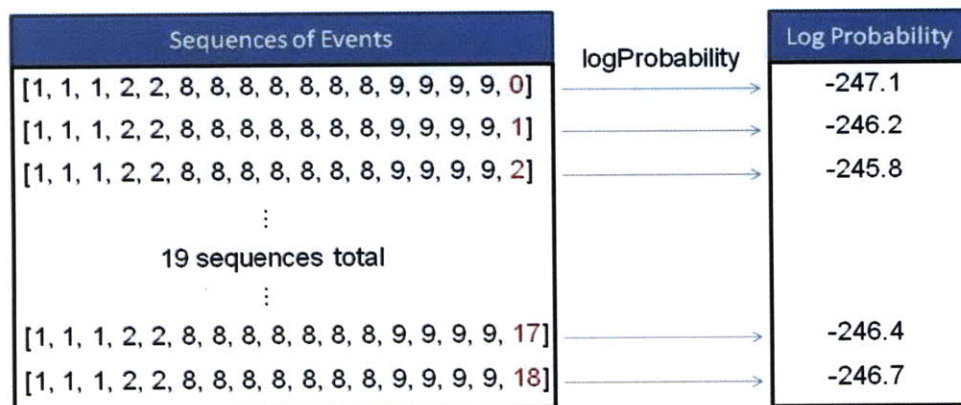 Sequences of Events
logProbability
Log Probability
[1, 1, 1, 2, 2, 8, 8, 8, 8, 8, 8, 8, 9, 9, 9, 9, 0] -247.1
[1, 1, 1, 2, 2, 8, 8, 8, 8, 8, 8, 8, 9, 9, 9, 9, 1] -246.2
[1, 1, 1, 2, 2, 8, 8, 8, 8, 8, 8, 8, 9, 9, 9, 9, 2] -245.8
⋮
19 sequences total
⋮
[1, 1, 1, 2, 2, 8, 8, 8, 8, 8, 8, 8, 9, 9, 9, 9, 17] -246.4
[1, 1, 1, 2, 2, 8, 8, 8, 8, 8, 8, 8, 9, 9, 9, 9, 18] -246.7